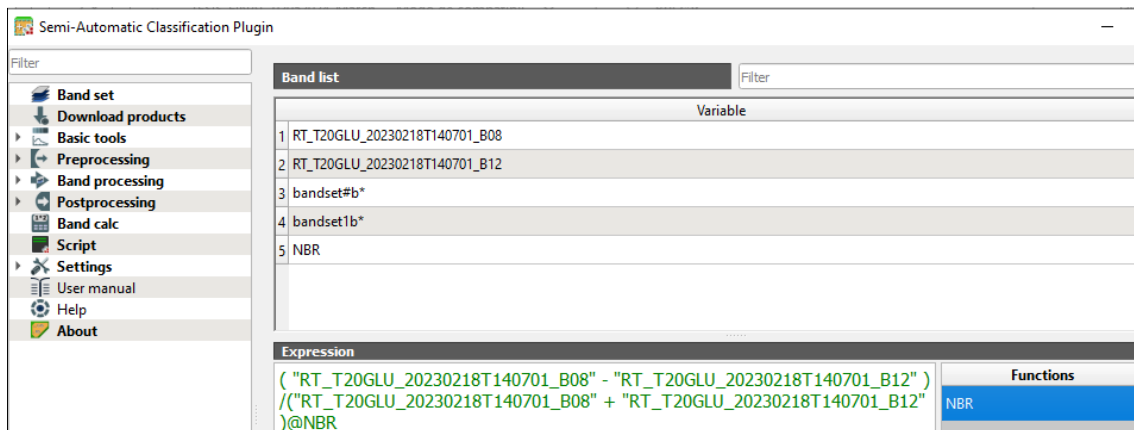 Semi-Automatic Classification Plugin
Filter
Band set
Download products
Basic tools
Preprocessing
Band processing
Postprocessing
Band calc
Script
Settings
User manual
Help
About
Band list
Filter
Variable
1 RT_T20GLU_20230218T140701_B08
2 RT_T20GLU_20230218T140701_B12
3 bandset#b*
4 bandset1b*
5 NBR
Expression
( "RT_T20GLU_20230218T140701_B08" - "RT_T20GLU_20230218T140701_B12" )
/("RT_T20GLU_20230218T140701_B08" + "RT_T20GLU_20230218T140701_B12"
)@NBR
Functions
NBR